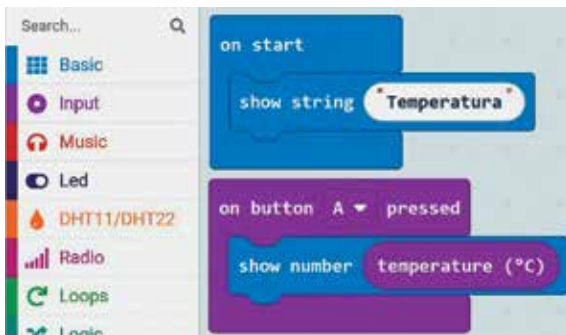 Search...
Basic
Input
Music
Led
DHT11/DHT22
Radio
Loops
Logic
on start
show string "Temperatura"
on button A pressed
show number temperature (°C)